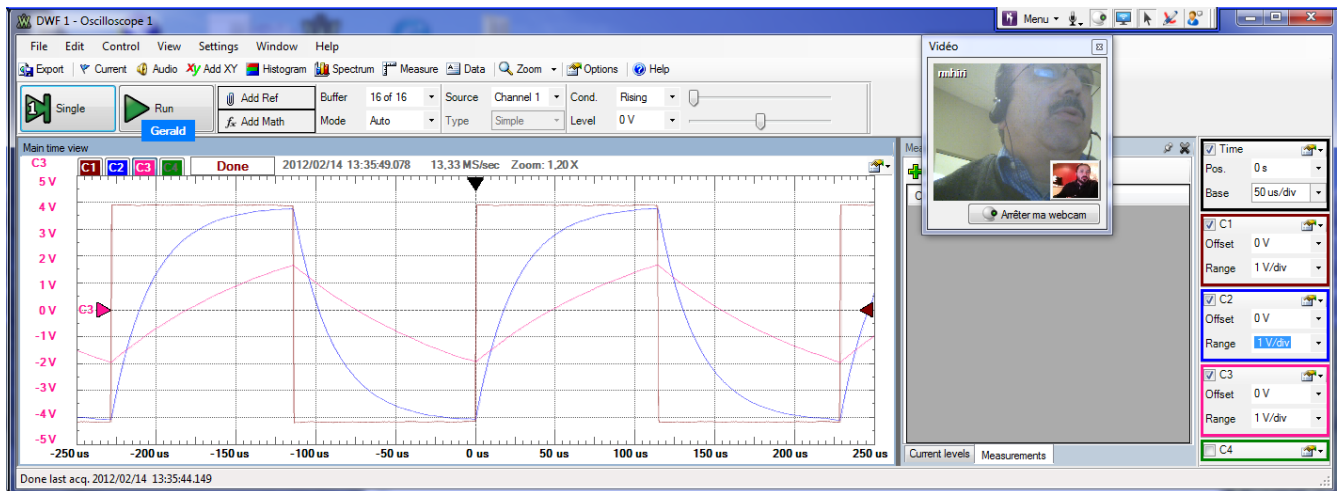 DWF 1 - Oscilloscope 1
Menu
File Edit Control View Settings Window Help
Export Current Audio Add XY Histogram Spectrum Measure Data Zoom Options Help
Single
Run
Gerald
Add Ref
Add Math
Buffer 16 of 16 Source Channel 1 Cond. Rising
Mode Auto Type Simple Level 0 V
Vidéo
mhiri
Arrêter ma webcam
Main time view
C3 C1 C2 C3 C4 Done 2012/02/14 13:35:49.078 13,33 MS/sec Zoom: 1,20 X
5 V
4 V
3 V
2 V
1 V
0 V C3
-1 V
-2 V
-3 V
-4 V
-5 V
-250 us -200 us -150 us -100 us -50 us 0 us 50 us 100 us 150 us 200 us 250 us
Current levels Measurements
Time
Pos. 0 s
Base 50 us/div
C1
Offset 0 V
Range 1 V/div
C2
Offset 0 V
Range 1 V/div
C3
Offset 0 V
Range 1 V/div
C4
Done last acq. 2012/02/14 13:35:44.149